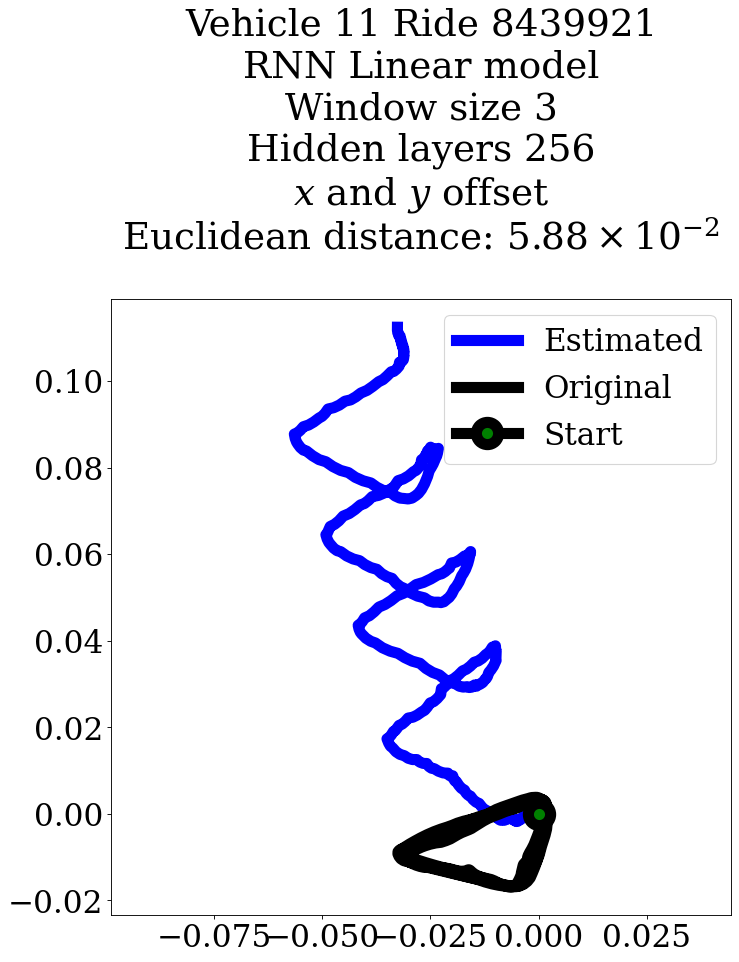 Vehicle 11 Ride 8439921
RNN Linear model
Window size 3
Hidden layers 256
x and y offset
Euclidean distance: 5.88 × 10⁻²
Estimated
Original
Start
0.10
0.08
0.06
0.04
0.02
0.00
−0.02
−0.075 −0.050 −0.025 0.000 0.025